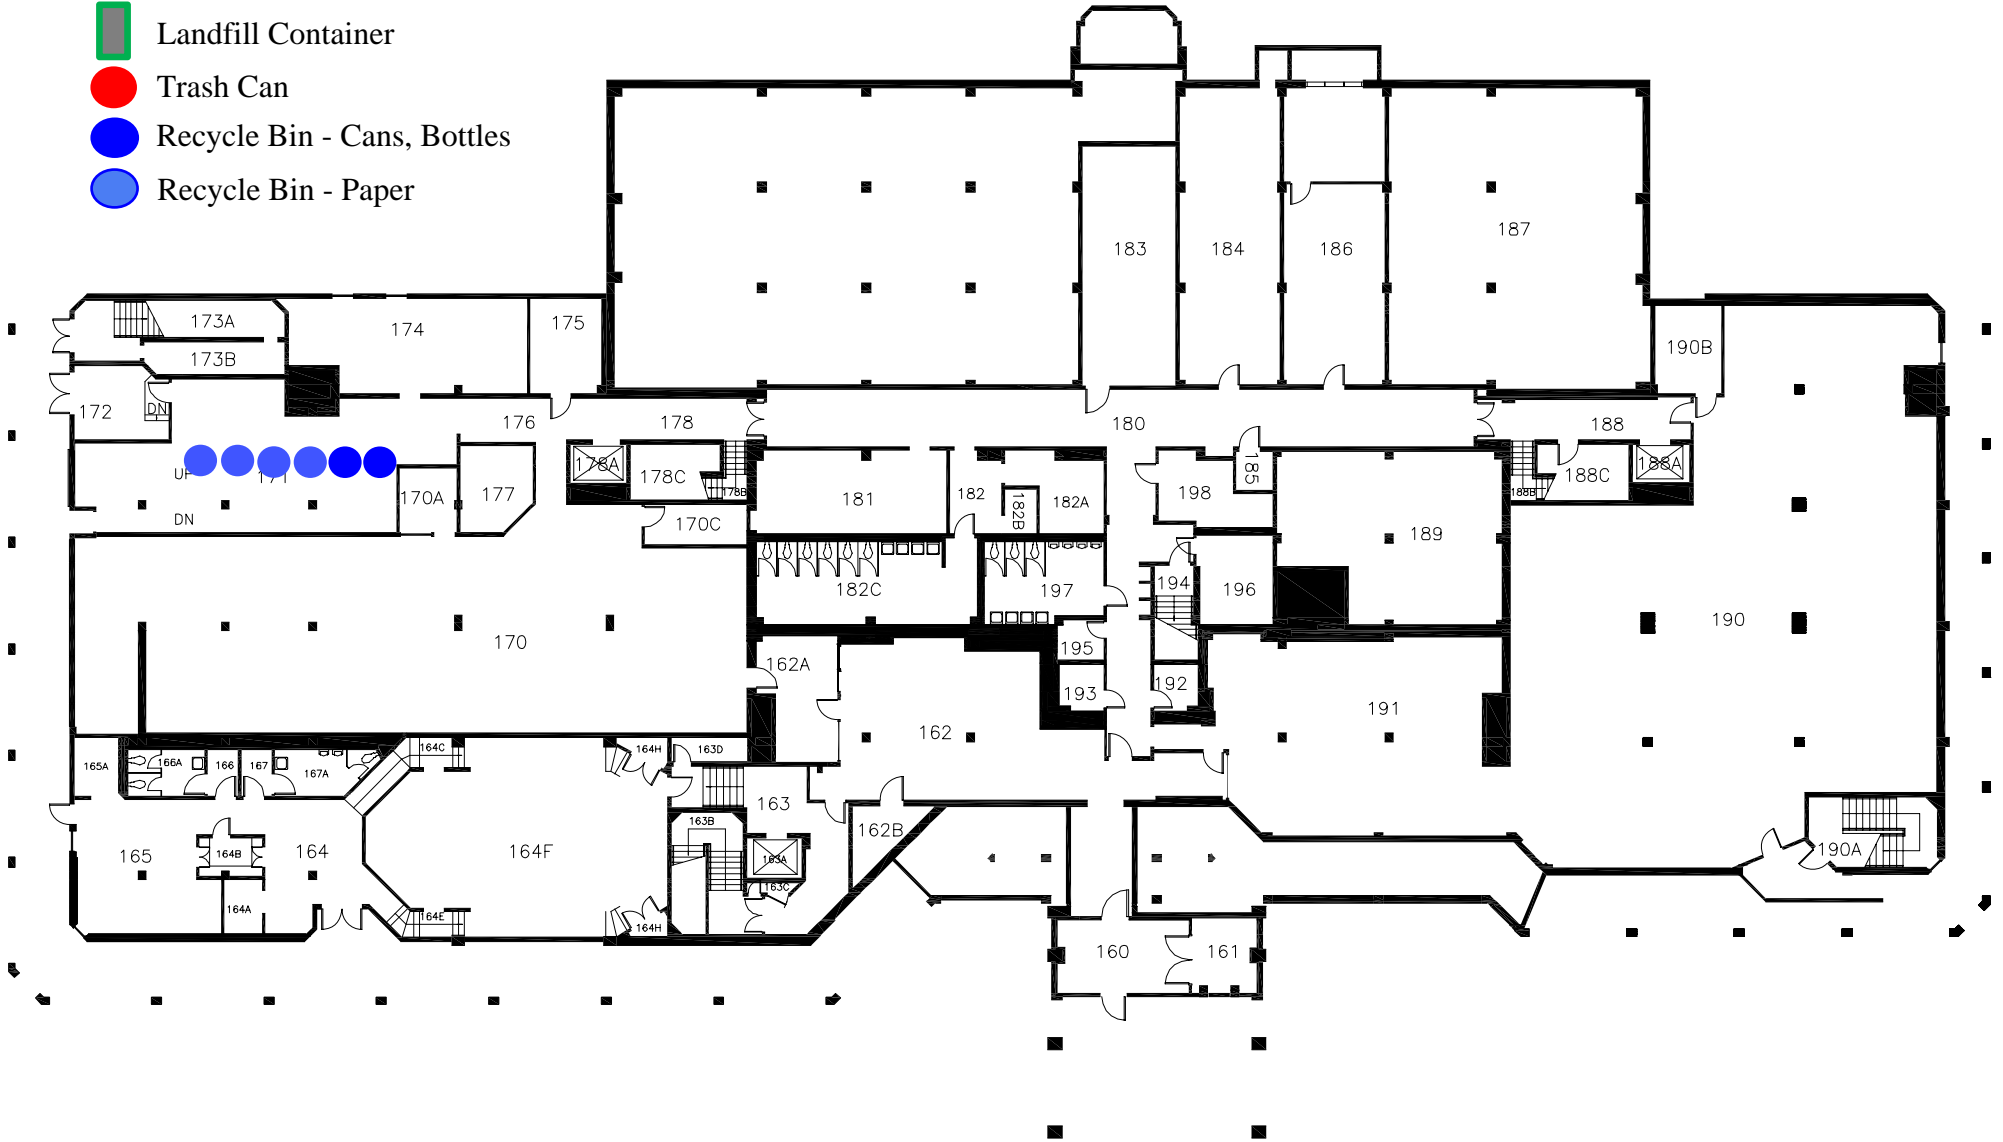 Landfill Container
Trash Can
Recycle Bin - Cans, Bottles
Recycle Bin - Paper
187
183
184
186
173A
174
175
173B
190B
172
DN
176
178
180
188
UP
171
178A
178C
178B
170A
177
170C
181
182
182B
182A
198
185
188B
188C
188A
189
DN
182C
197
194
196
170
190
162A
195
193
192
191
162
165A
166A
166
167
167A
164C
164H
163D
163
163B
162B
165
164B
164
164F
163A
163C
190A
164A
164E
164H
160
161